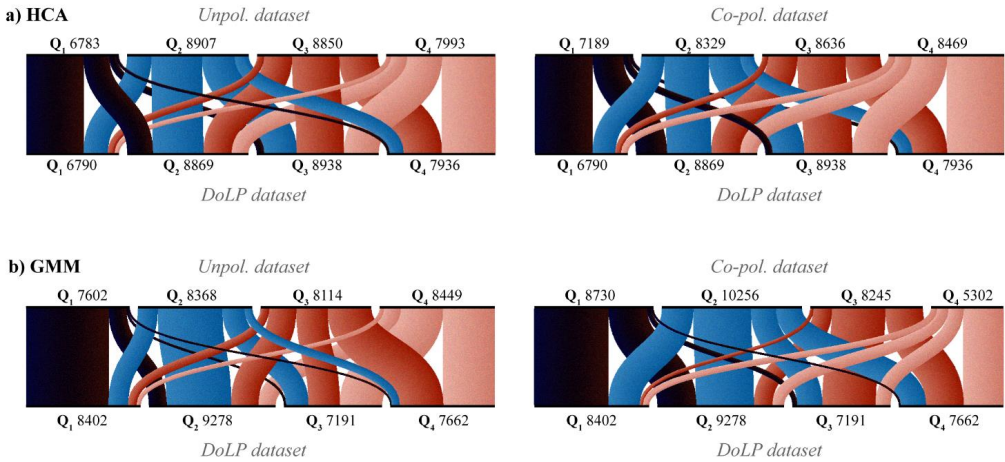 a) HCA
Unpol. dataset
Co-pol. dataset
Q1 6783 Q2 8907 Q3 8850 Q4 7993
Q1 7189 Q2 8329 Q3 8636 Q4 8469
Q1 6790 Q2 8869 Q3 8938 Q4 7936
Q1 6790 Q2 8869 Q3 8938 Q4 7936
DoLP dataset
DoLP dataset
b) GMM
Unpol. dataset
Co-pol. dataset
Q1 7602 Q2 8368 Q3 8114 Q4 8449
Q1 8730 Q2 10256 Q3 8245 Q4 5302
Q1 8402 Q2 9278 Q3 7191 Q4 7662
Q1 8402 Q2 9278 Q3 7191 Q4 7662
DoLP dataset
DoLP dataset